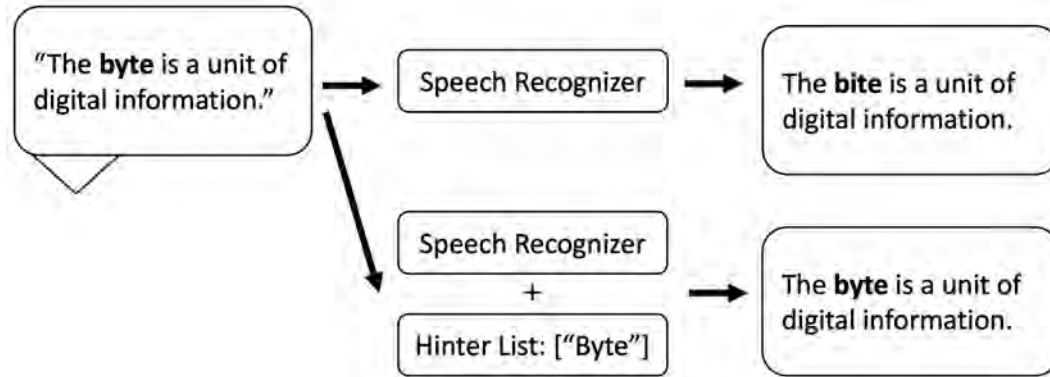 “The byte is a unit of
digital information.”
Speech Recognizer
The bite is a unit of
digital information.
Speech Recognizer
+
Hinter List: [“Byte”]
The byte is a unit of
digital information.